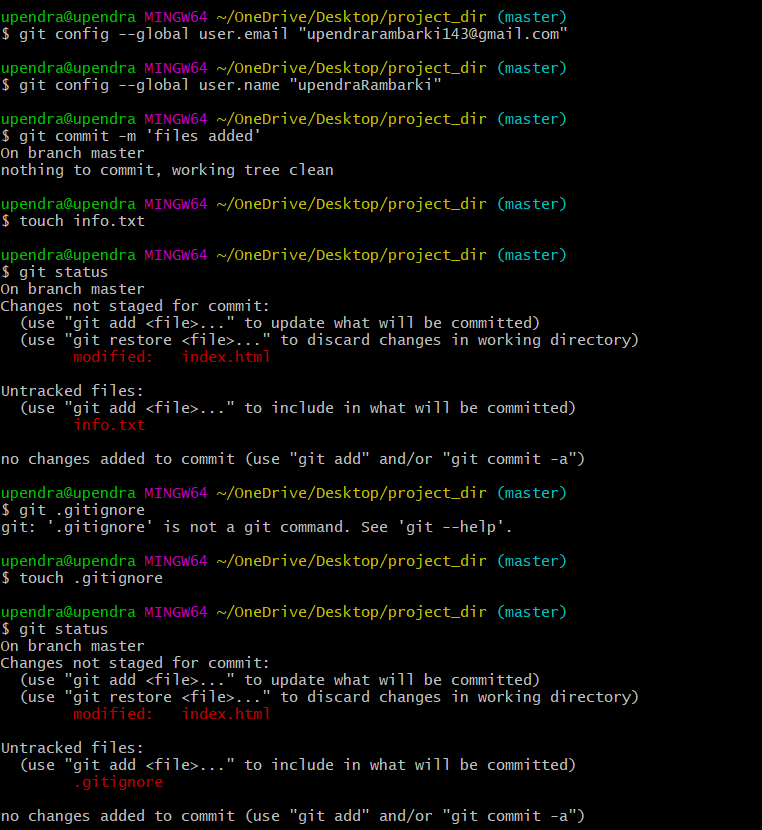 upendra@upendra MINGW64 ~/OneDrive/Desktop/project_dir (master)
$ git config --global user.email "upendrarambarki143@gmail.com"

upendra@upendra MINGW64 ~/OneDrive/Desktop/project_dir (master)
$ git config --global user.name "upendraRambarki"

upendra@upendra MINGW64 ~/OneDrive/Desktop/project_dir (master)
$ git commit -m 'files added'
On branch master
nothing to commit, working tree clean

upendra@upendra MINGW64 ~/OneDrive/Desktop/project_dir (master)
$ touch info.txt

upendra@upendra MINGW64 ~/OneDrive/Desktop/project_dir (master)
$ git status
On branch master
Changes not staged for commit:
  (use "git add <file>..." to update what will be committed)
  (use "git restore <file>..." to discard changes in working directory)
        modified:   index.html

Untracked files:
  (use "git add <file>..." to include in what will be committed)
        info.txt

no changes added to commit (use "git add" and/or "git commit -a")

upendra@upendra MINGW64 ~/OneDrive/Desktop/project_dir (master)
$ git .gitignore
git: '.gitignore' is not a git command. See 'git --help'.

upendra@upendra MINGW64 ~/OneDrive/Desktop/project_dir (master)
$ touch .gitignore

upendra@upendra MINGW64 ~/OneDrive/Desktop/project_dir (master)
$ git status
On branch master
Changes not staged for commit:
  (use "git add <file>..." to update what will be committed)
  (use "git restore <file>..." to discard changes in working directory)
        modified:   index.html

Untracked files:
  (use "git add <file>..." to include in what will be committed)
        .gitignore

no changes added to commit (use "git add" and/or "git commit -a")